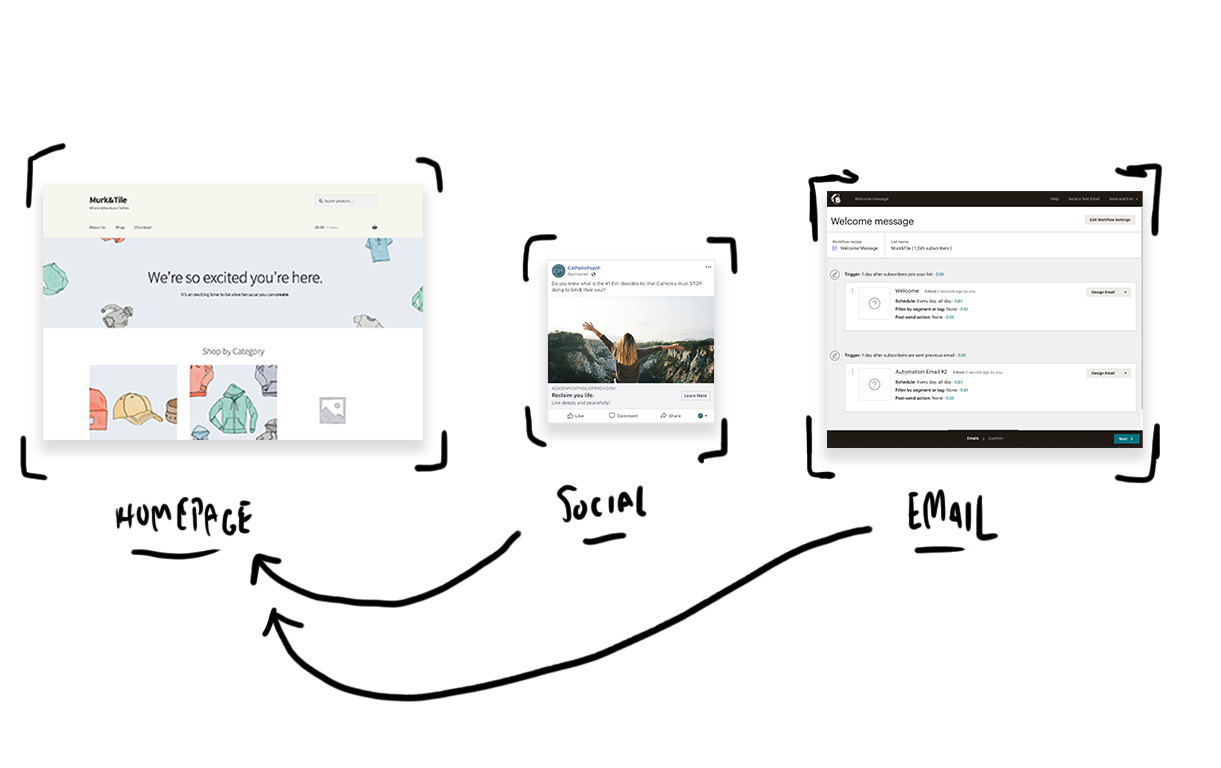 Murk&Tile
Search products...
About Us Shop Checkout
We're so excited you're here.
It's an exciting time to be alive because you can create.
Shop by Category
HOMEPAGE
CatholicPsych
Sponsored
Do you know what is the #1 Evil (besides sin) that Catholics must STOP
doing to SAVE their soul?
ACADEMY.CATHOLICPSYCH.COM
Reclaim you life.
Live deeply and peacefully!
Learn More
Like Comment Share
SOCIAL
Welcome message Help Send a Test Email Save and Exit
Welcome message Edit Workflow Settings
Workflow recipe List name
Welcome Message Murk&Tile ( 1,265 subscribers )
Trigger: 1 day after subscribers join your list · Edit
Welcome Edited 3 seconds ago by you
Design Email
Schedule: Every day, all day · Edit
Filter by segment or tag: None · Edit
Post-send action: None · Edit
Trigger: 1 day after subscribers are sent previous email · Edit
Automation Email #2 Edited 0 second ago by you
Design Email
Schedule: Every day, all day · Edit
Filter by segment or tag: None · Edit
Post-send action: None · Edit
Emails > Confirm Next
EMAIL